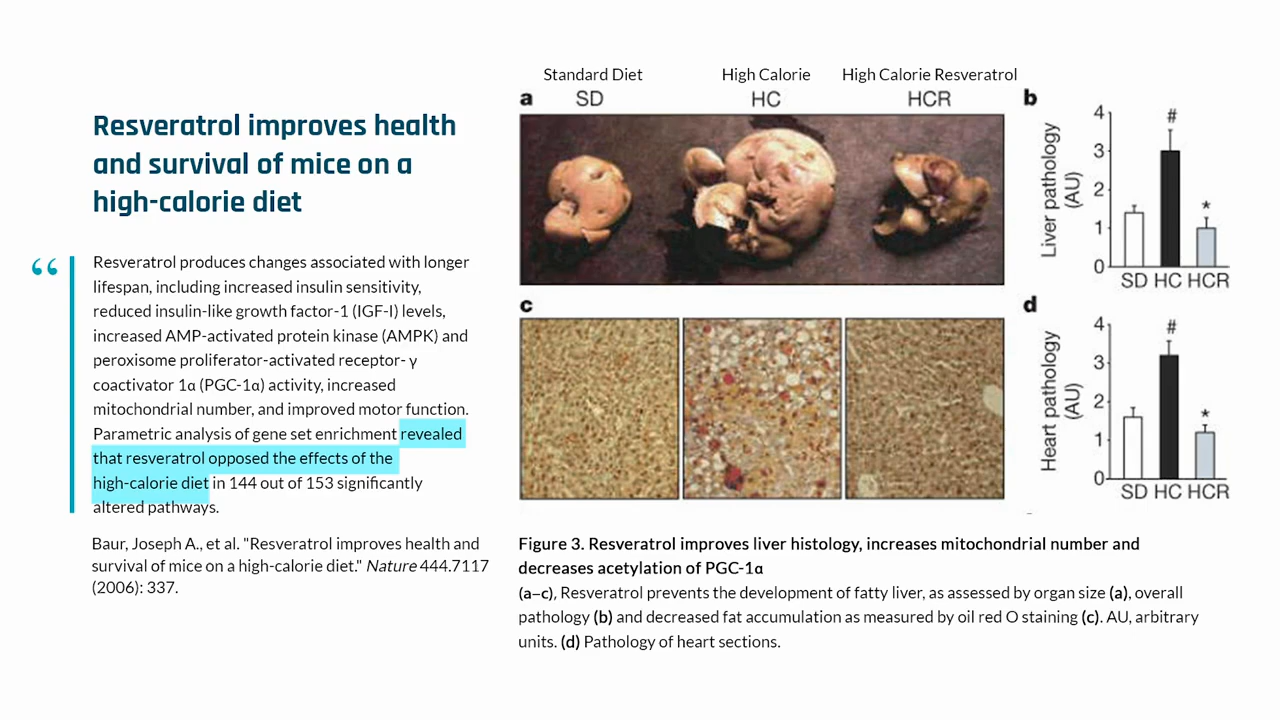 Resveratrol improves health
and survival of mice on a
high-calorie diet
“
Resveratrol produces changes associated with longer
lifespan, including increased insulin sensitivity,
reduced insulin-like growth factor-1 (IGF-I) levels,
increased AMP-activated protein kinase (AMPK) and
peroxisome proliferator-activated receptor- γ
coactivator 1α (PGC-1α) activity, increased
mitochondrial number, and improved motor function.
Parametric analysis of gene set enrichment revealed
that resveratrol opposed the effects of the
high-calorie diet in 144 out of 153 significantly
altered pathways.
Baur, Joseph A., et al. "Resveratrol improves health and
survival of mice on a high-calorie diet." Nature 444.7117
(2006): 337.
Standard Diet High Calorie High Calorie Resveratrol
a SD HC HCR
b
Liver pathology
(AU)
4
3
2
1
0
#
*
SD HC HCR
c
d
Heart pathology
(AU)
4
3
2
1
0
#
*
SD HC HCR
Figure 3. Resveratrol improves liver histology, increases mitochondrial number and
decreases acetylation of PGC-1α
(a–c), Resveratrol prevents the development of fatty liver, as assessed by organ size (a), overall
pathology (b) and decreased fat accumulation as measured by oil red O staining (c). AU, arbitrary
units. (d) Pathology of heart sections.